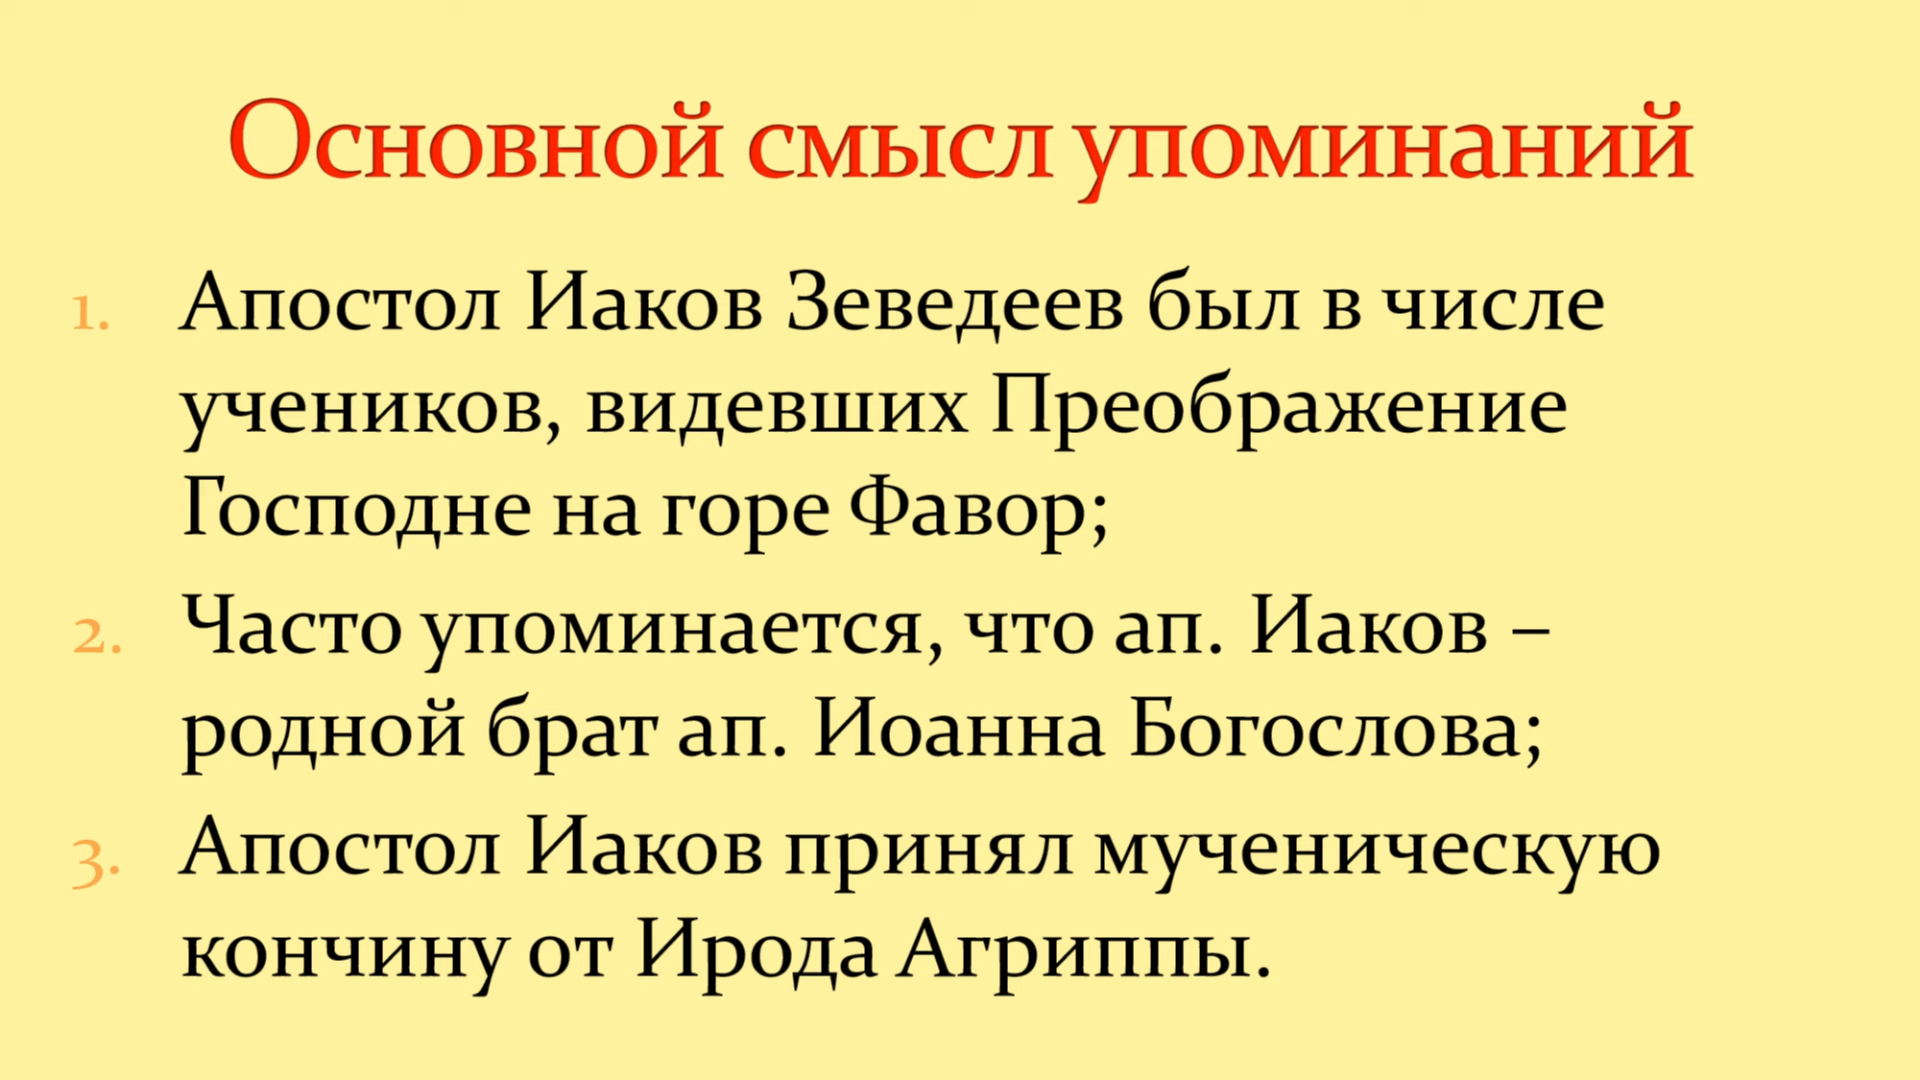 Основной смысл упоминаний
1. Апостол Иаков Зеведеев был в числе
учеников, видевших Преображение
Господне на горе Фавор;
2. Часто упоминается, что ап. Иаков –
родной брат ап. Иоанна Богослова;
3. Апостол Иаков принял мученическую
кончину от Ирода Агриппы.